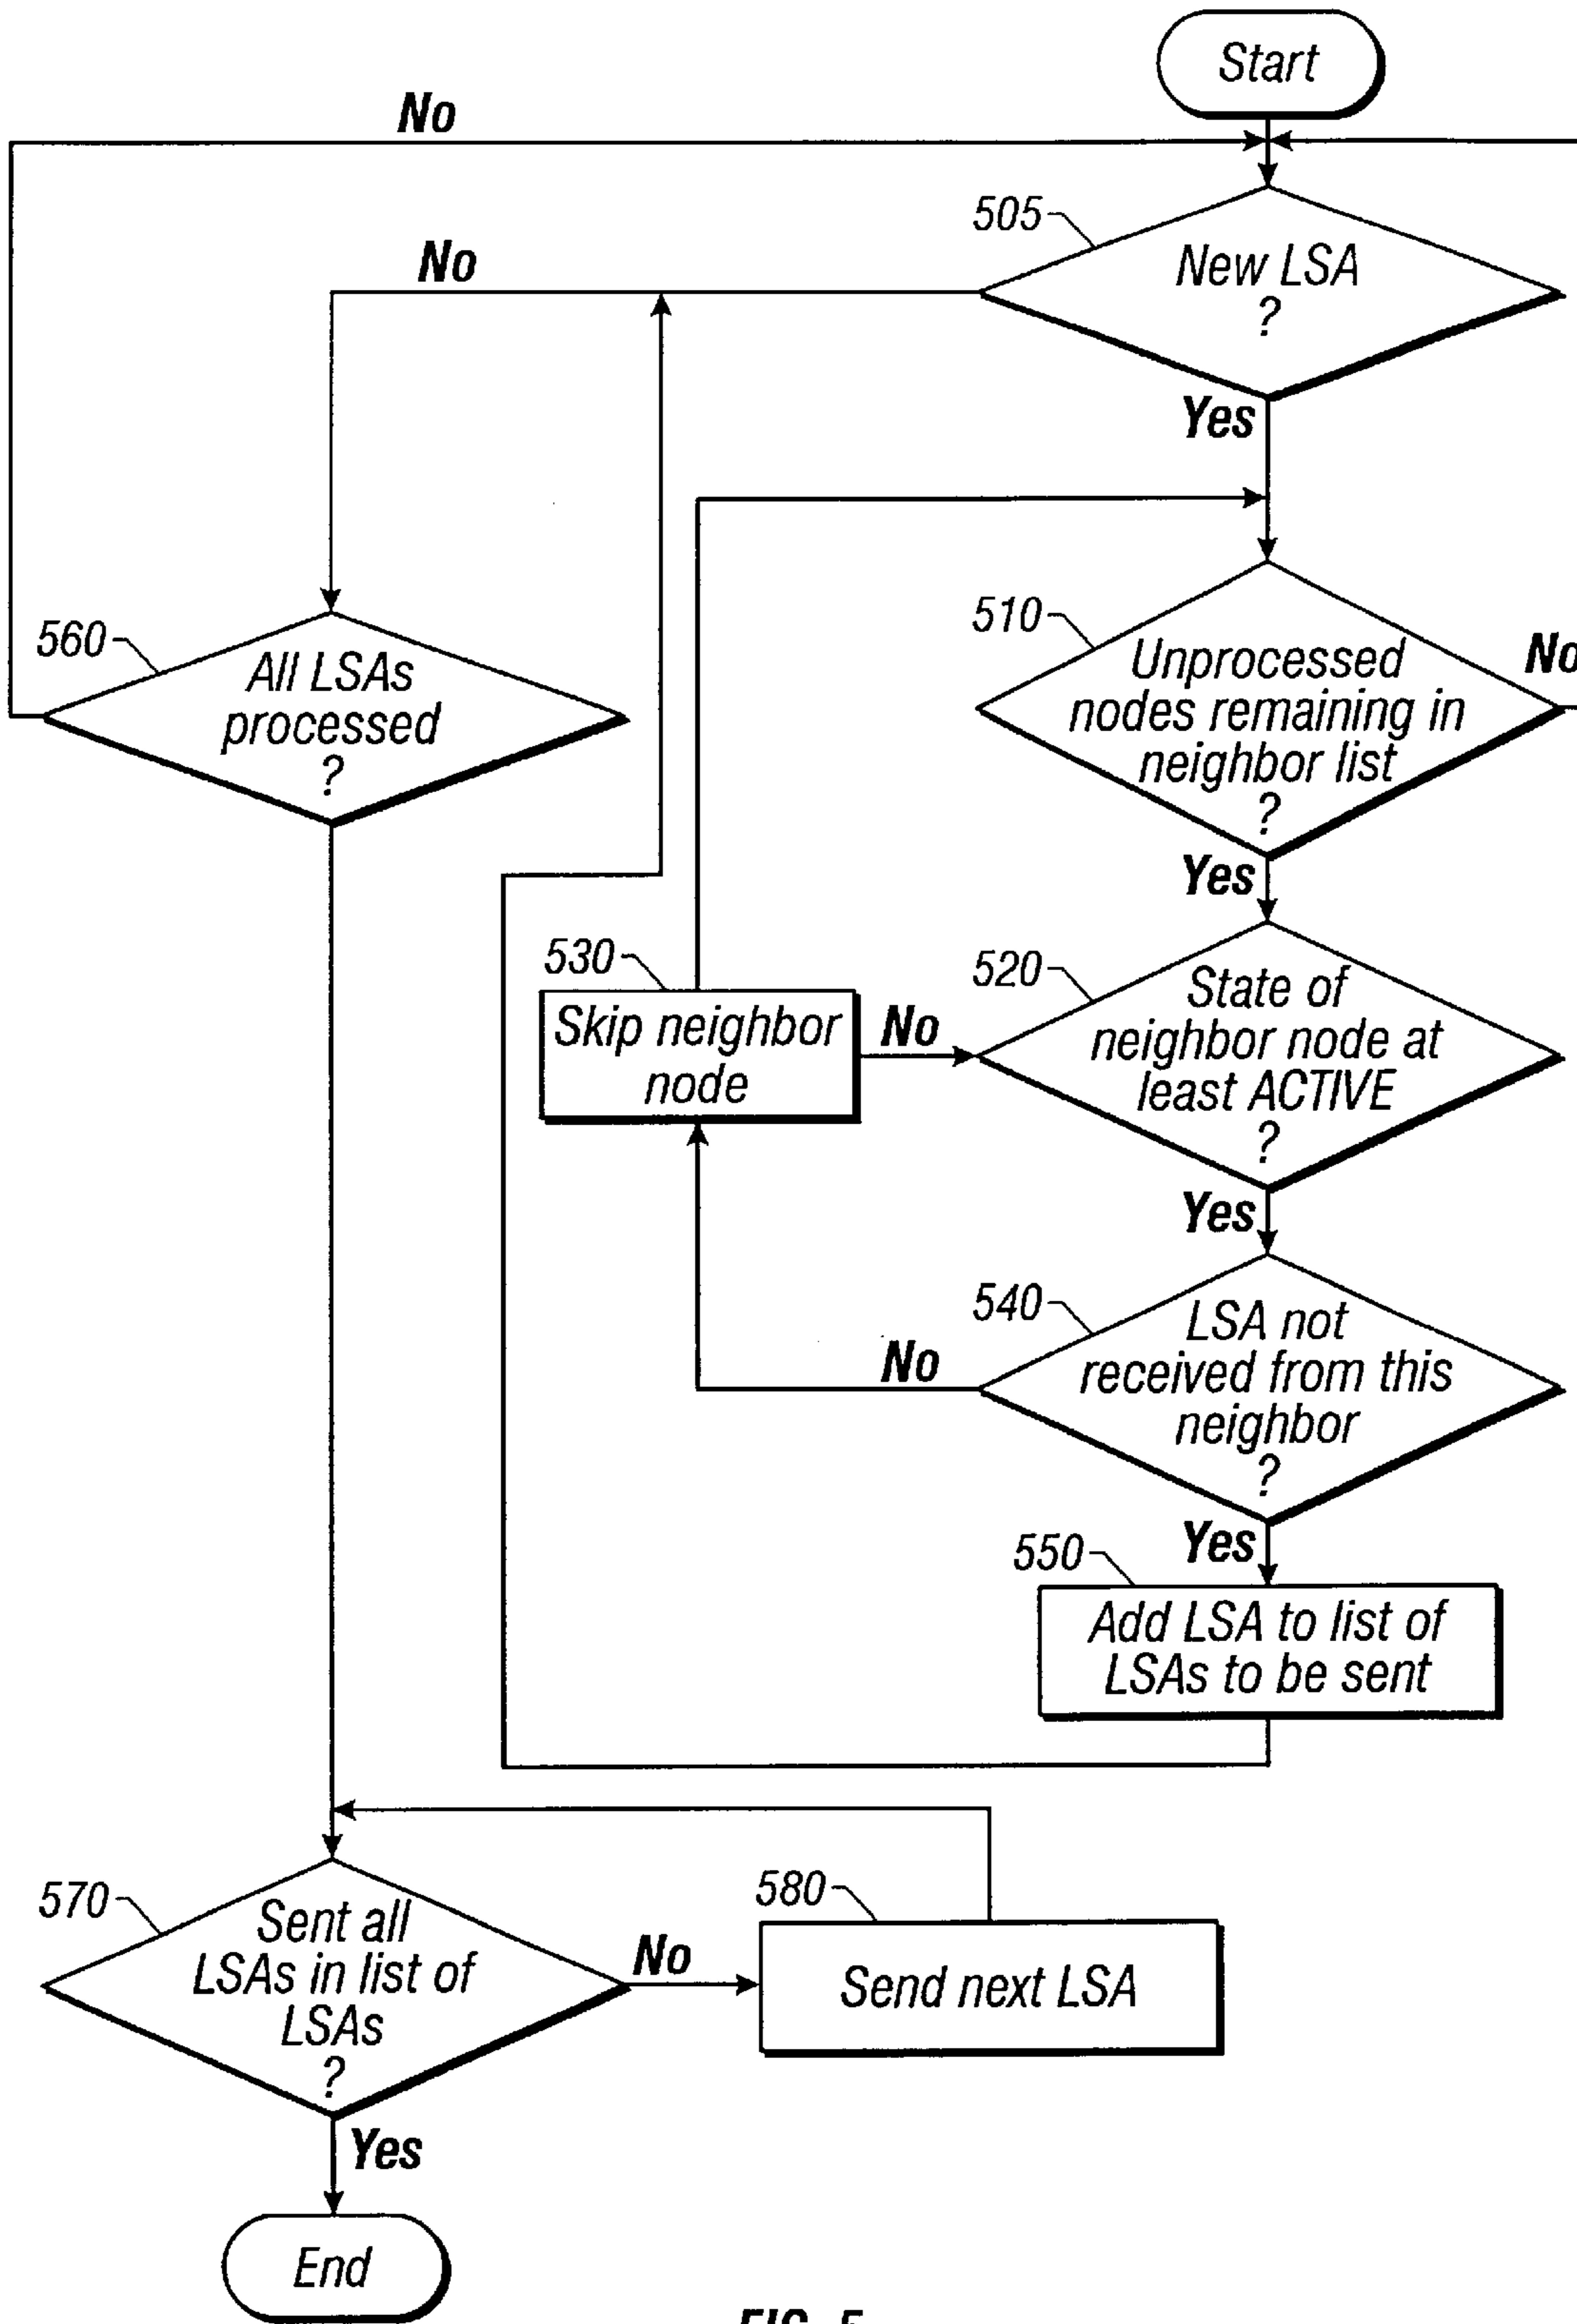 Start
No
505
New LSA
?
No
Yes
510
Unprocessed
nodes remaining in
neighbor list
?
No
Yes
560
All LSAs
processed
?
520
State of
neighbor node at
least ACTIVE
?
530
Skip neighbor
node
No
Yes
540
LSA not
received from this
neighbor
?
No
Yes
550
Add LSA to list of
LSAs to be sent
570
Sent all
LSAs in list of
LSAs
?
No
580
Send next LSA
Yes
End
FIG. 5